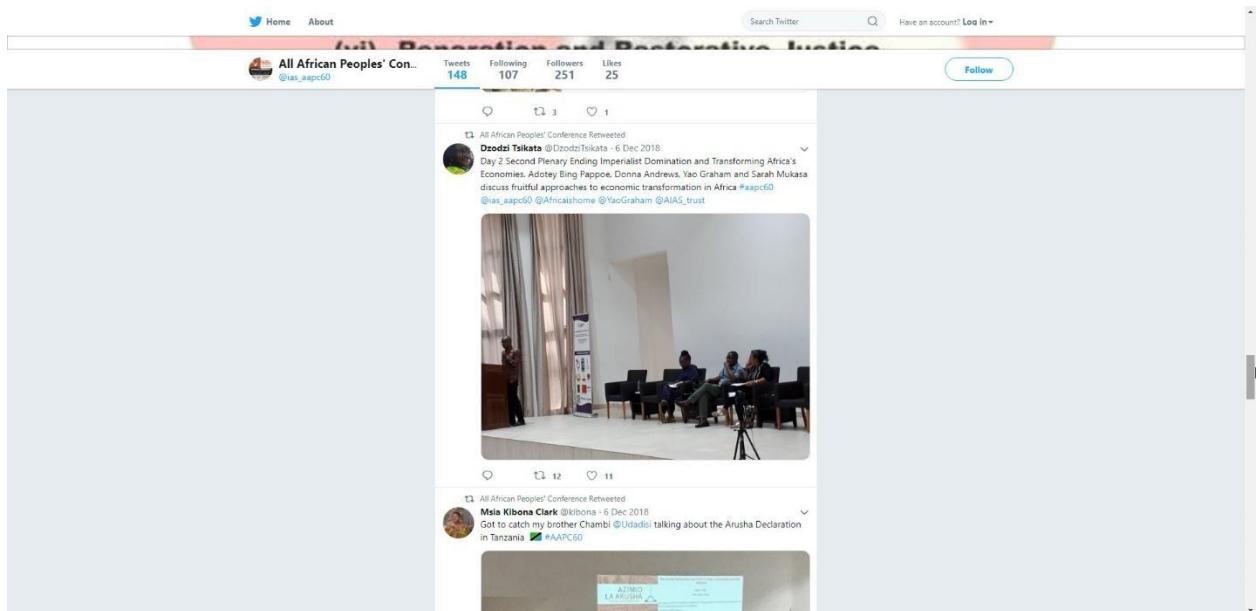 Home About Search Twitter Have an account? Log in
(vi) Reparation and Restorative Justice
All African Peoples' Con... Tweets Following Followers Likes
@ias_aapc60 148 107 251 25 Follow
3 1
All African Peoples' Conference Retweeted
Dzodzi Tsikata @DzodziTsikata - 6 Dec 2018
Day 2 Second Plenary Ending Imperialist Domination and Transforming Africa's
Economies. Adotey Bing Pappoe, Donna Andrews, Yao Graham and Sarah Mukasa
discuss fruitful approaches to economic transformation in Africa #aapc60
@ias_aapc60 @Africaishome @YaoGraham @AIAS_trust
12 11
All African Peoples' Conference Retweeted
Msia Kibona Clark @kibona - 6 Dec 2018
Got to catch my brother Chambi @Udadisi talking about the Arusha Declaration
in Tanzania #AAPC60
AZIMIO
LA ARUSHA